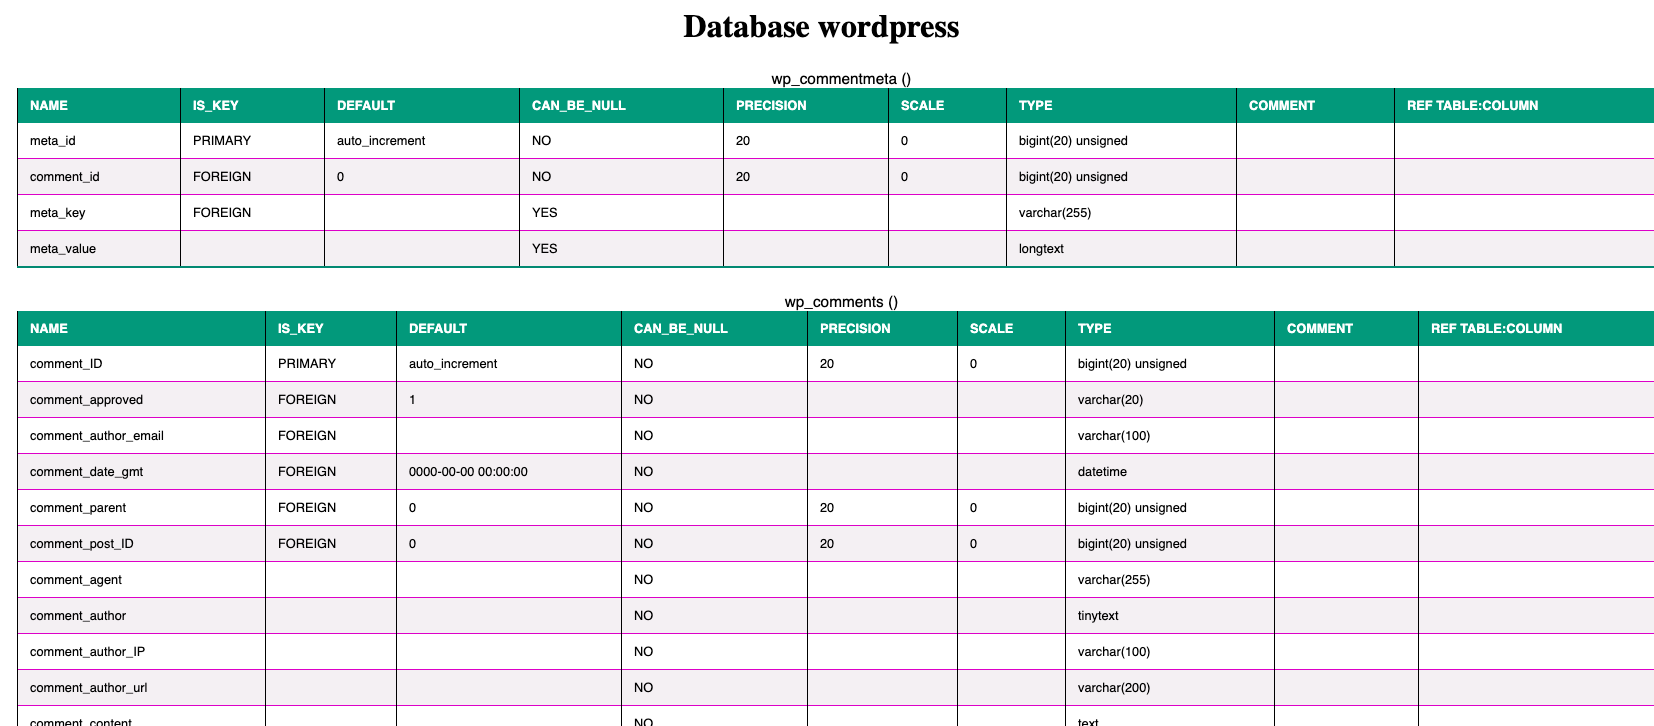 Database wordpress
wp_commentmeta ()
NAME IS_KEY DEFAULT CAN_BE_NULL PRECISION SCALE TYPE COMMENT REF TABLE:COLUMN
meta_id PRIMARY auto_increment NO 20 0 bigint(20) unsigned
comment_id FOREIGN 0 NO 20 0 bigint(20) unsigned
meta_key FOREIGN YES varchar(255)
meta_value YES longtext
wp_comments ()
NAME IS_KEY DEFAULT CAN_BE_NULL PRECISION SCALE TYPE COMMENT REF TABLE:COLUMN
comment_ID PRIMARY auto_increment NO 20 0 bigint(20) unsigned
comment_approved FOREIGN 1 NO varchar(20)
comment_author_email FOREIGN NO varchar(100)
comment_date_gmt FOREIGN 0000-00-00 00:00:00 NO datetime
comment_parent FOREIGN 0 NO 20 0 bigint(20) unsigned
comment_post_ID FOREIGN 0 NO 20 0 bigint(20) unsigned
comment_agent NO varchar(255)
comment_author NO tinytext
comment_author_IP NO varchar(100)
comment_author_url NO varchar(200)
comment_content NO text